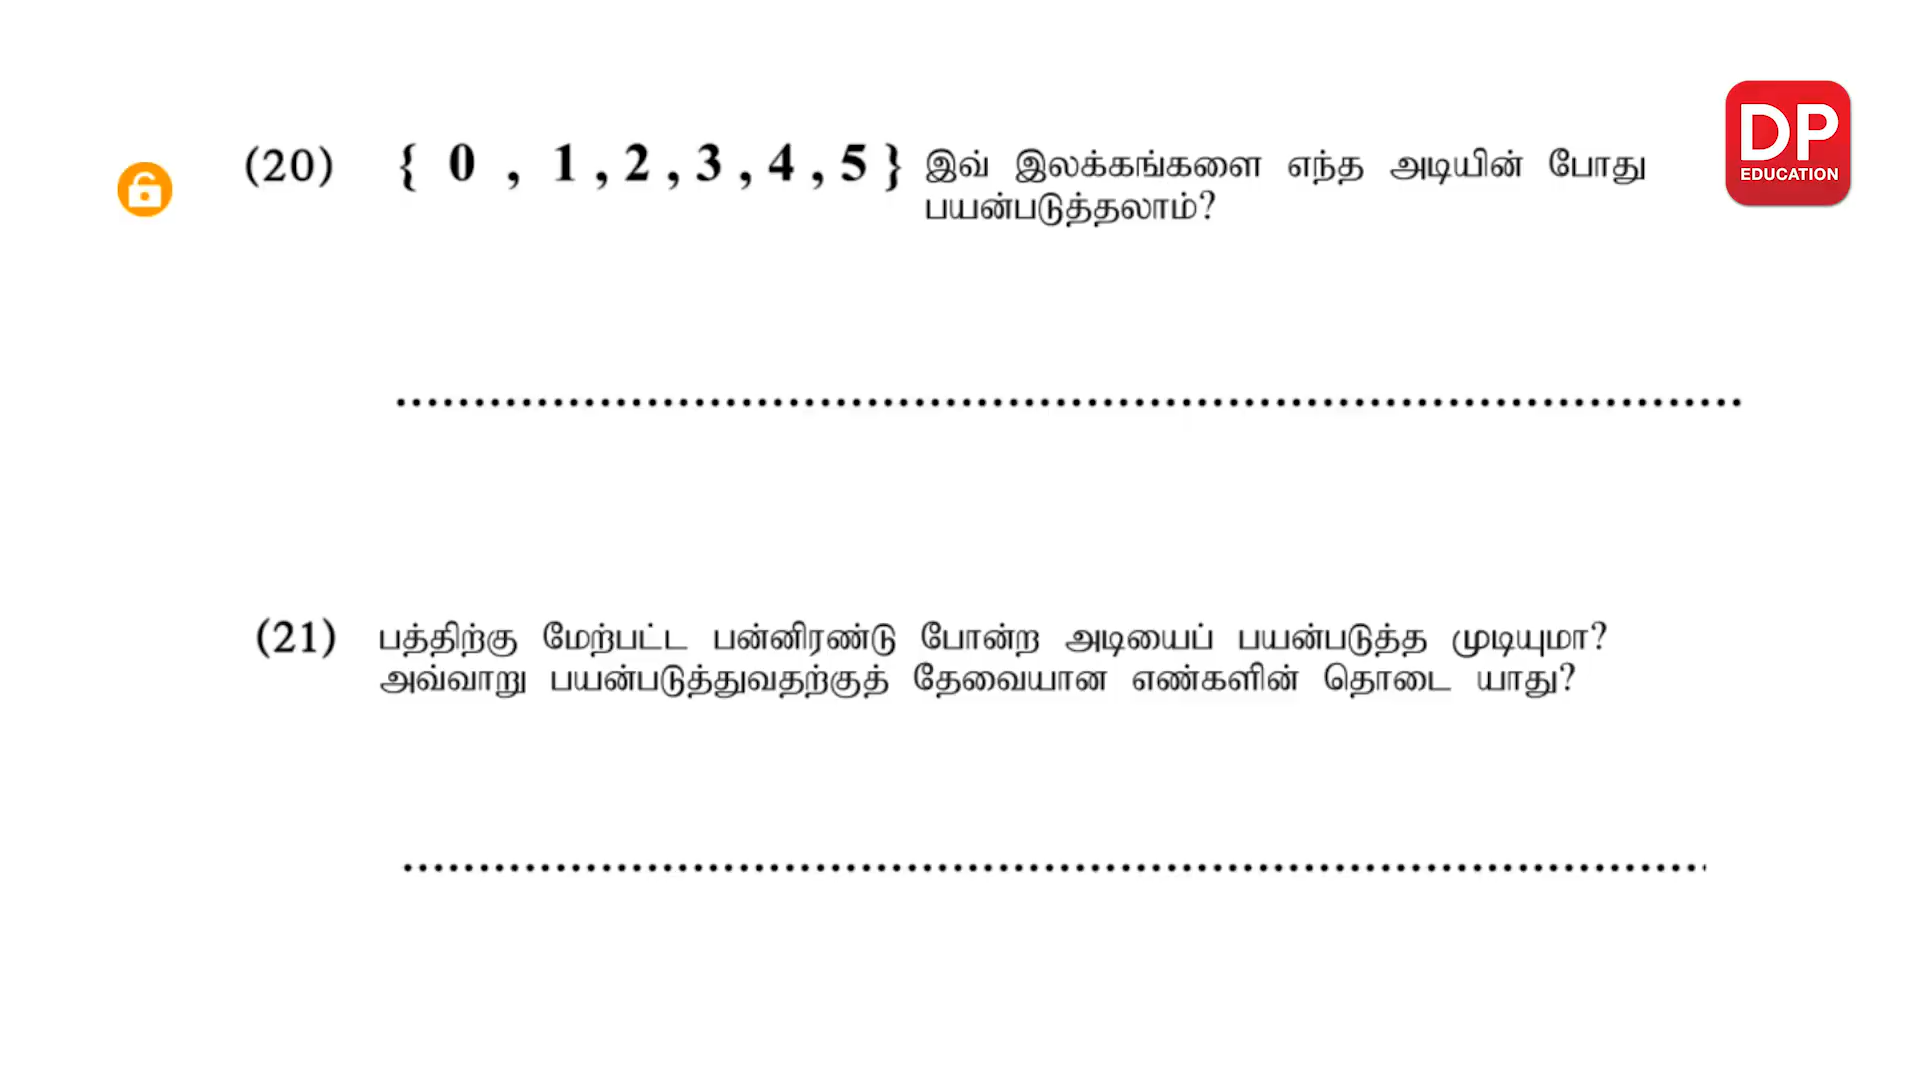 DP
EDUCATION
(20) { 0 , 1 , 2 , 3 , 4 , 5 } இவ் இலக்கங்களை எந்த அடியின் போது
பயன்படுத்தலாம்?
................................................................................
(21) பத்திற்கு மேற்பட்ட பன்னிரண்டு போன்ற அடியைப் பயன்படுத்த முடியுமா?
அவ்வாறு பயன்படுத்துவதற்குத் தேவையான எண்களின் தொடை யாது?
................................................................................